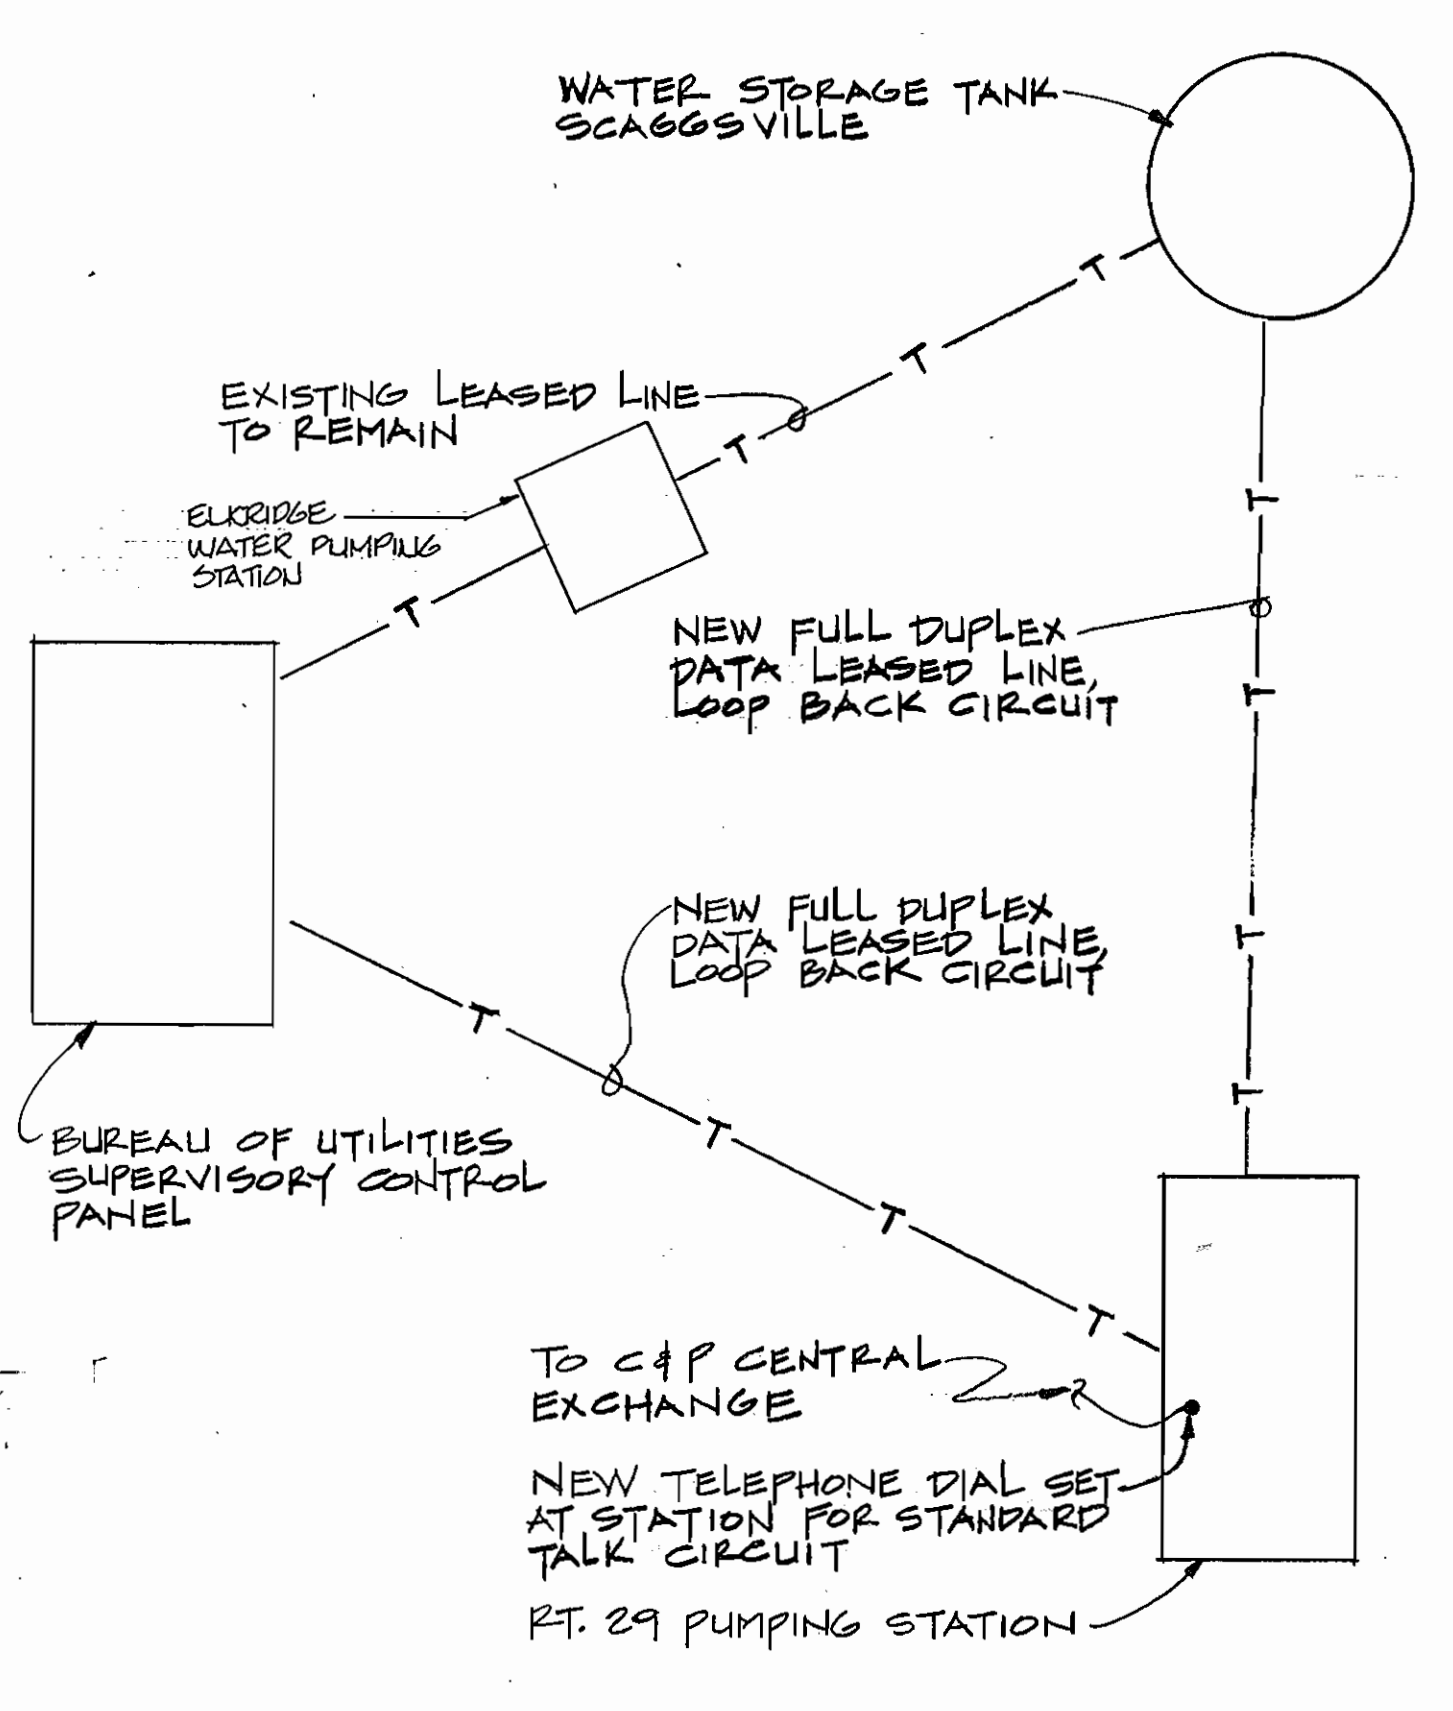 WATER STORAGE TANK
SCAGGSVILLE
EXISTING LEASED LINE
TO REMAIN
ELKRIDGE
WATER PUMPING
STATION
T
T
T
T
NEW FULL DUPLEX
DATA LEASED LINE,
LOOP BACK CIRCUIT
T
T
T
T
NEW FULL DUPLEX
DATA LEASED LINE,
LOOP BACK CIRCUIT
T
T
T
T
BUREAU OF UTILITIES
SUPERVISORY CONTROL
PANEL
TO C & P CENTRAL
EXCHANGE
NEW TELEPHONE DIAL SET
AT STATION FOR STANDARD
TALK CIRCUIT
RT. 29 PUMPING STATION